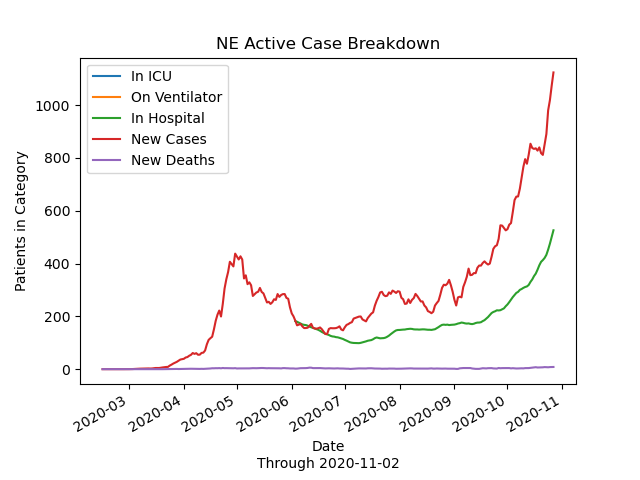 NE Active Case Breakdown
In ICU
On Ventilator
In Hospital
New Cases
New Deaths
Patients in Category
1000
800
600
400
200
0
2020-03
2020-04
2020-05
2020-06
2020-07
2020-08
2020-09
2020-10
2020-11
Date
Through 2020-11-02